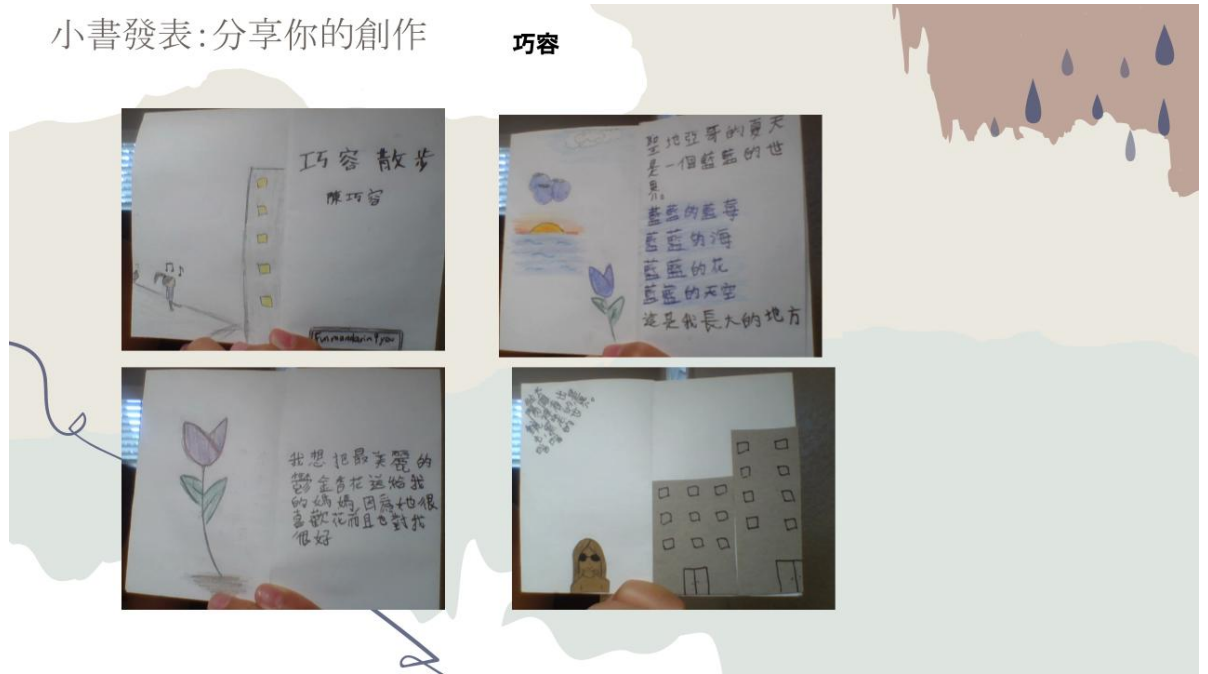 小書發表:分享你的創作
巧容
巧容散步
陳巧容
Funmandarin4you
聖地亞哥的夏天
是一個藍藍的世
界。
藍藍的藍莓
藍藍的海
藍藍的花
藍藍的天空
這是我長大的地方
我想把最美麗的
鬱金香花送給我
的媽媽因為她很
喜歡花而且也對我
很好